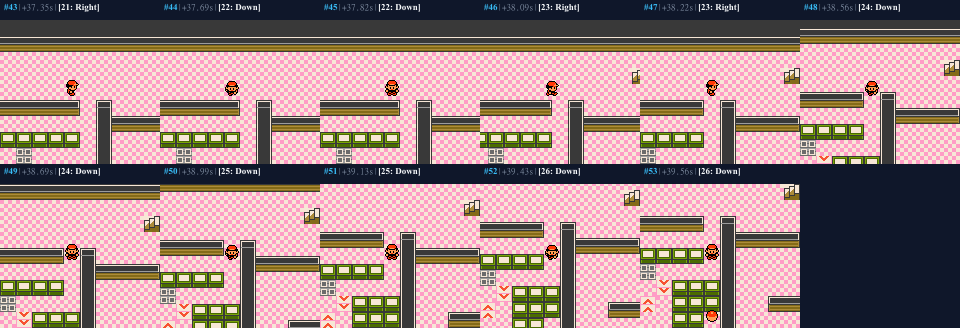 #43|+37.35s|[21: Right]
#44|+37.69s|[22: Down]
#45|+37.82s|[22: Down]
#46|+38.09s|[23: Right]
#47|+38.22s|[23: Right]
#48|+38.56s|[24: Down]
#49|+38.69s|[24: Down]
#50|+38.99s|[25: Down]
#51|+39.13s|[25: Down]
#52|+39.43s|[26: Down]
#53|+39.56s|[26: Down]